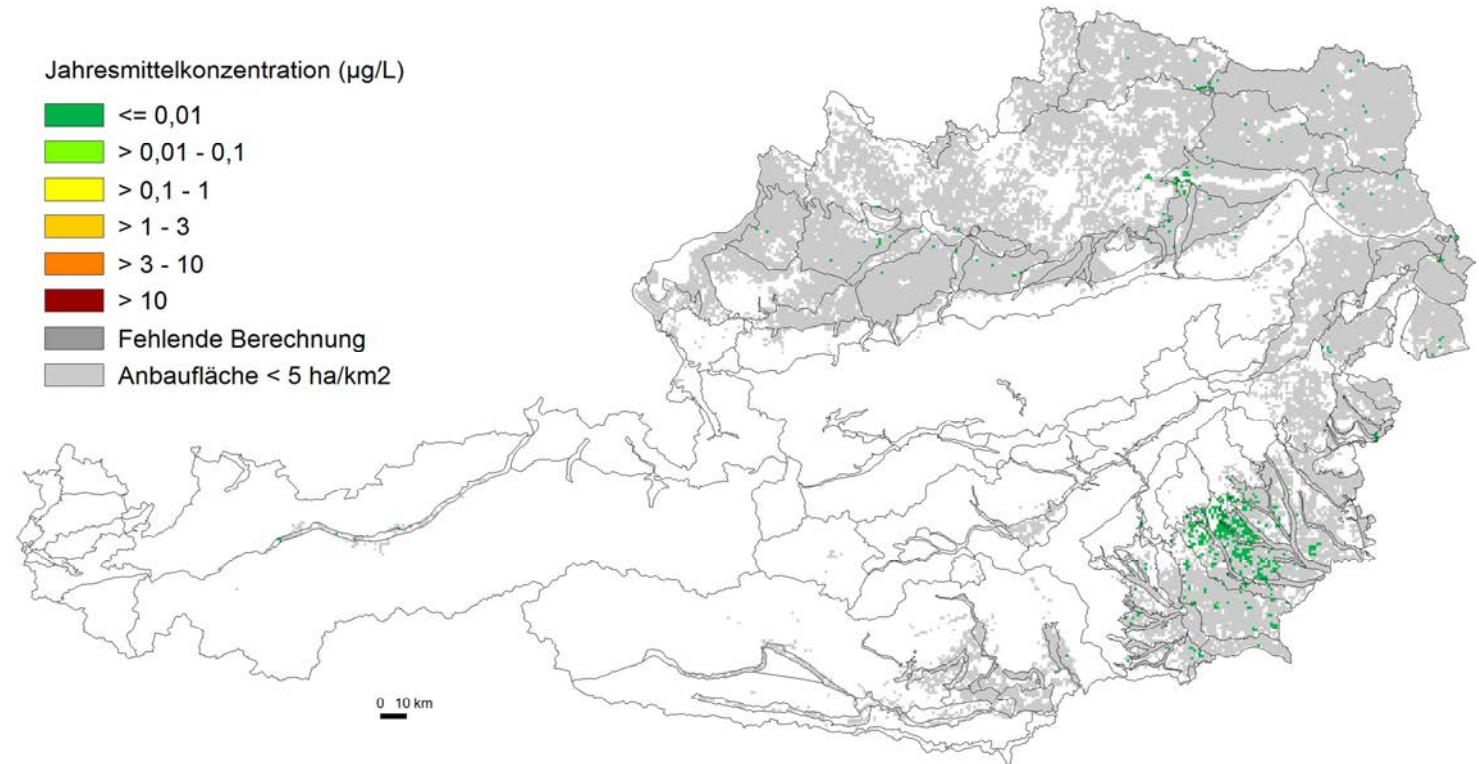 Jahresmittelkonzentration (µg/L)
<= 0,01
> 0,01 - 0,1
> 0,1 - 1
> 1 - 3
> 3 - 10
> 10
Fehlende Berechnung
Anbaufläche < 5 ha/km2
0 10 km